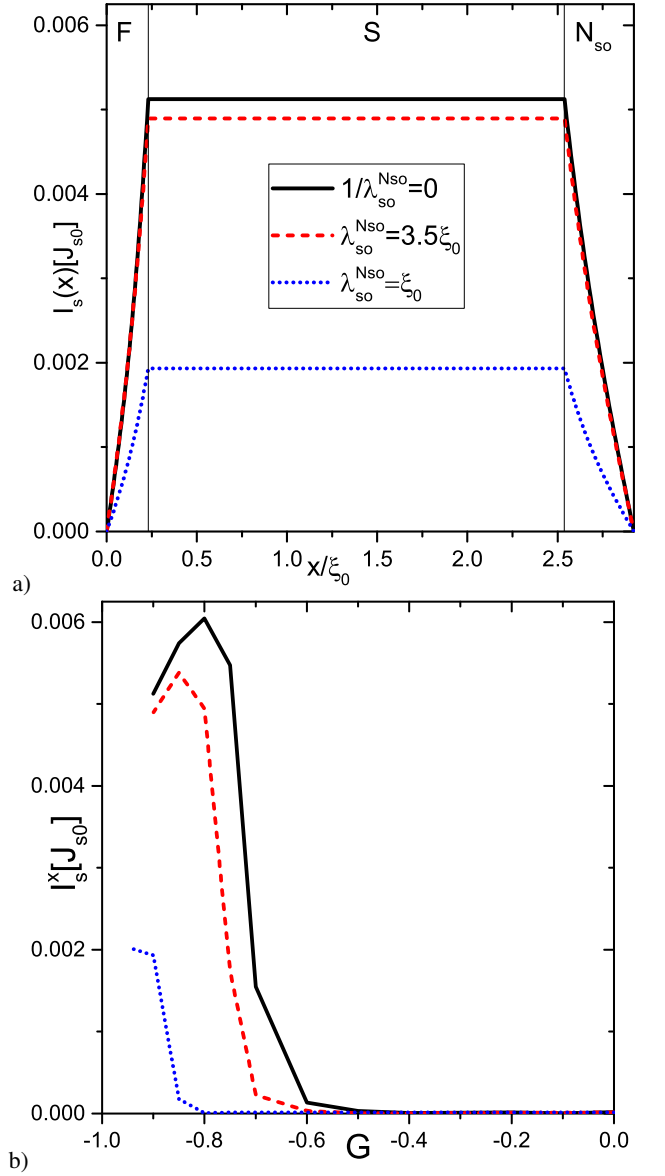 F S N_so
0.006
0.004
0.002
0.000
I_s(x)[J_s0]
1/λ_so^Nso=0
λ_so^Nso=3.5ξ_0
λ_so^Nso=ξ_0
0.0 0.5 1.0 1.5 2.0 2.5
x/ξ_0
a)
0.006
0.004
0.002
0.000
I_s^x[J_s0]
-1.0 -0.8 -0.6 -0.4 -0.2 0.0
G
b)